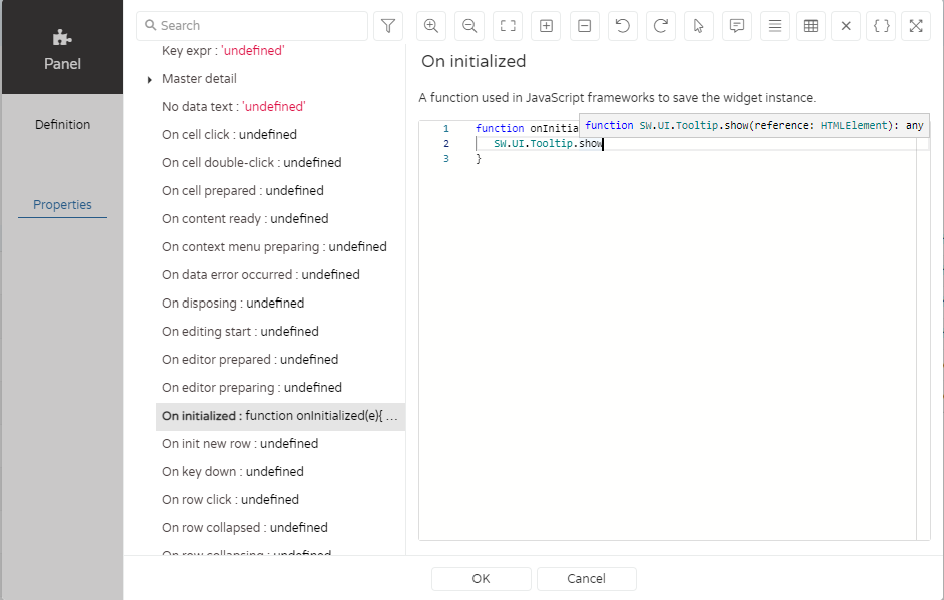 Panel
Definition
Properties
Search
Key expr : 'undefined'
Master detail
No data text : 'undefined'
On cell click : undefined
On cell double-click : undefined
On cell prepared : undefined
On content ready : undefined
On context menu preparing : undefined
On data error occurred : undefined
On disposing : undefined
On editing start : undefined
On editor prepared : undefined
On editor preparing : undefined
On initialized : function onInitialized(e){ ...
On init new row : undefined
On key down : undefined
On row click : undefined
On row collapsed : undefined
On row collapsing : undefined
On initialized
A function used in JavaScript frameworks to save the widget instance.
function SW.UI.Tooltip.show(reference: HTMLElement): any
1 function onInitia
2 SW.UI.Tooltip.show
3 }
OK
Cancel